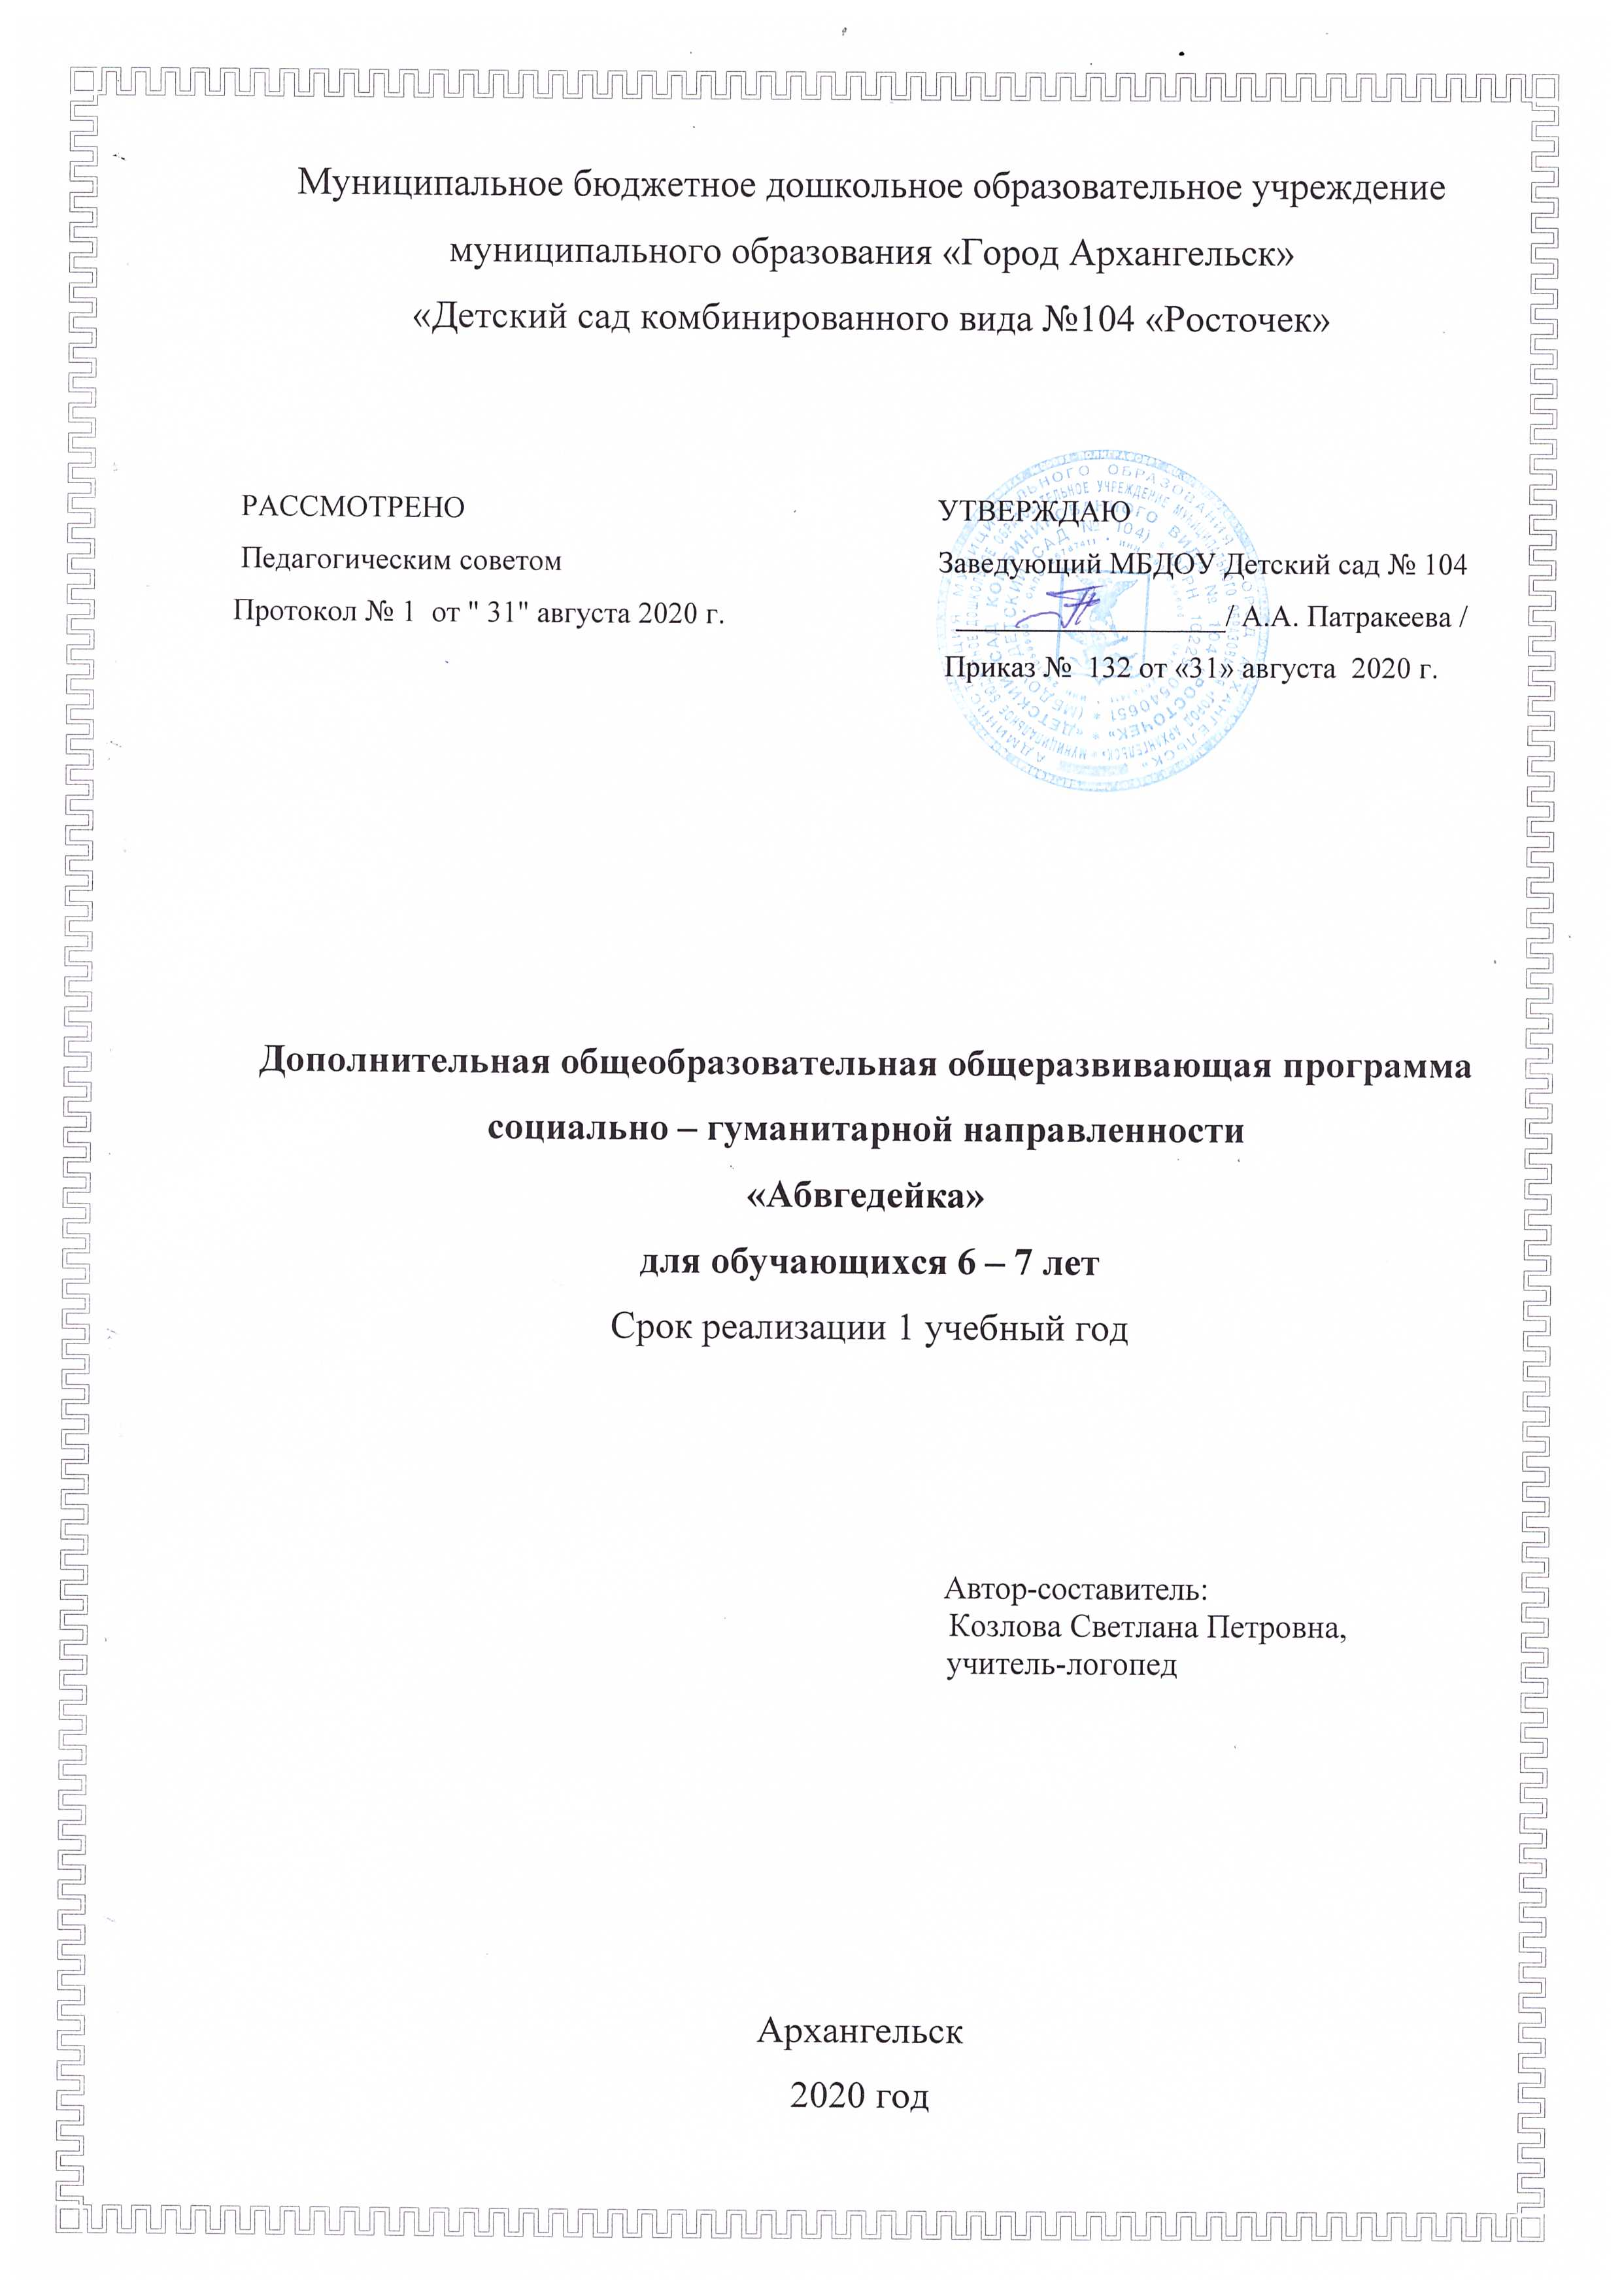 Муниципальное бюджетное дошкольное образовательное учреждение
муниципального образования «Город Архангельск»
«Детский сад комбинированного вида №104 «Росточек»
РАССМОТРЕНО
Педагогическим советом
Протокол № 1 от " 31" августа 2020 г.
УТВЕРЖДАЮ
Заведующий МБДОУ Детский сад № 104
/ А.А. Патракеева /
Приказ № 132 от «31» августа 2020 г.
Дополнительная общеобразовательная общеразвивающая программа
социально – гуманитарной направленности
«Абвгедейка»
для обучающихся 6 – 7 лет
Срок реализации 1 учебный год
Автор-составитель:
Козлова Светлана Петровна,
учитель-логопед
Архангельск
2020 год